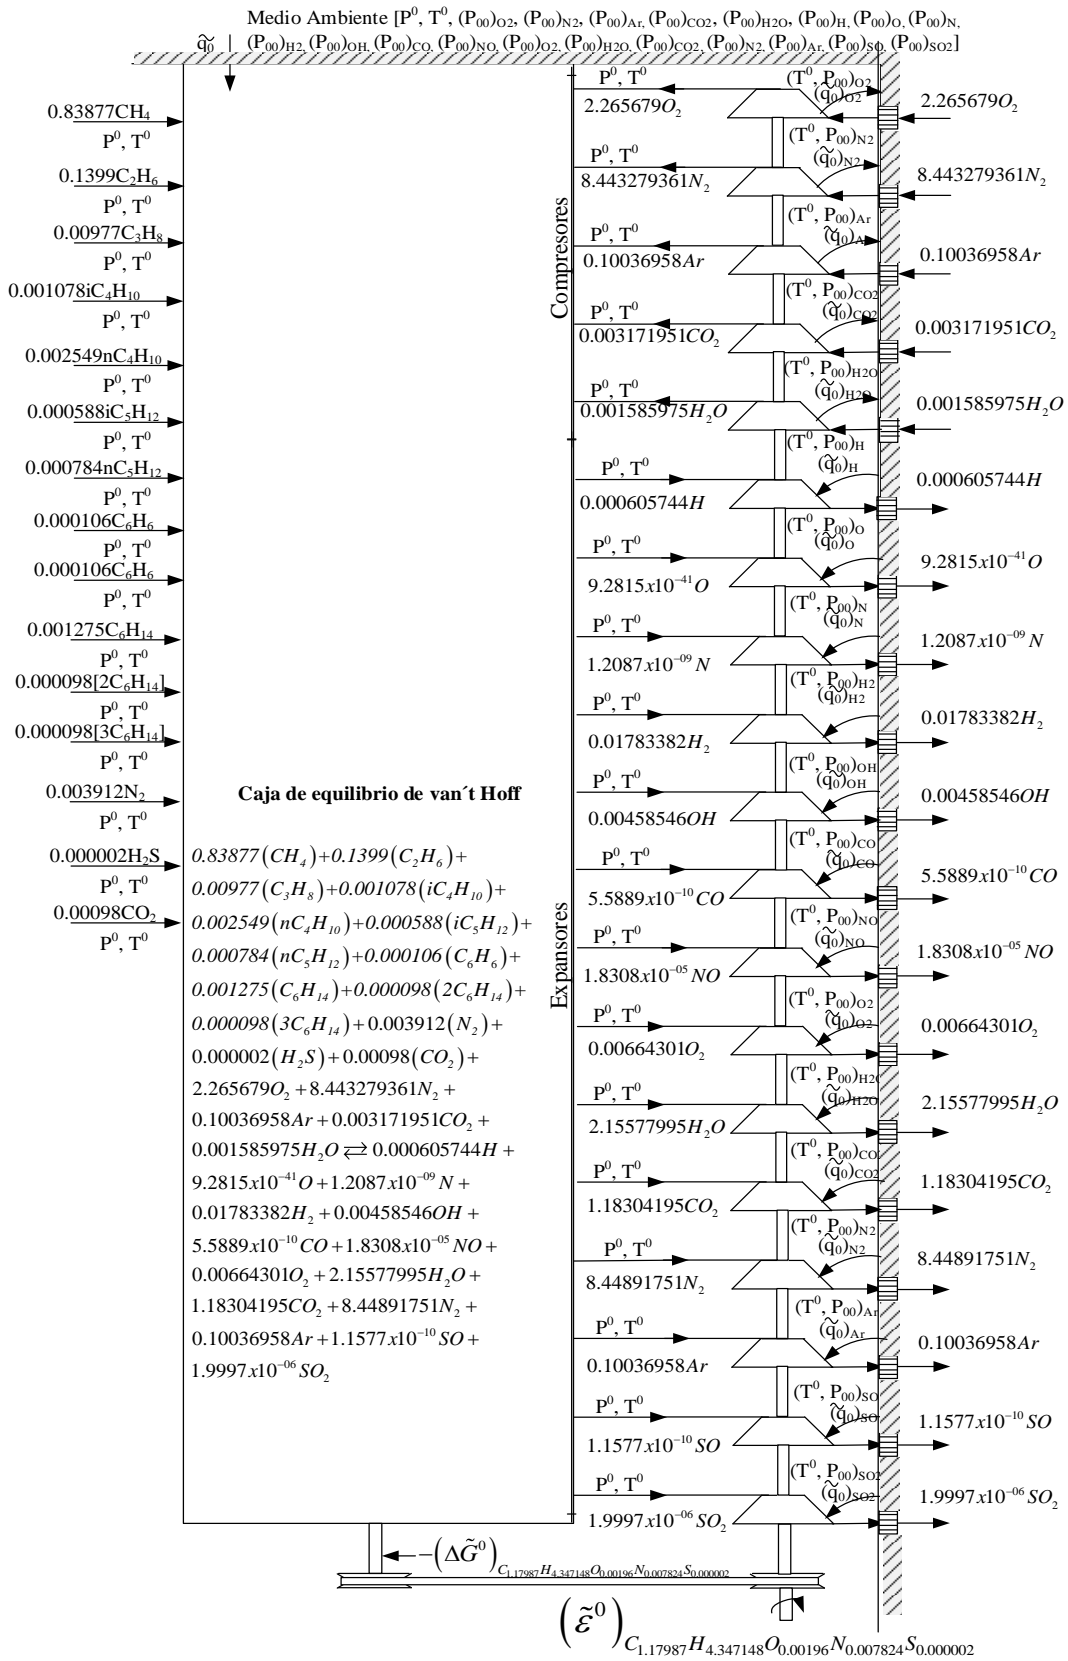 Medio Ambiente [P⁰, T⁰, (P₀₀)O2, (P₀₀)N2, (P₀₀)Ar, (P₀₀)CO2, (P₀₀)H2O, (P₀₀)H, (P₀₀)O, (P₀₀)N,
q̃₀ (P₀₀)H2, (P₀₀)OH, (P₀₀)CO, (P₀₀)NO, (P₀₀)O2, (P₀₀)H2O, (P₀₀)CO2, (P₀₀)N2, (P₀₀)Ar, (P₀₀)SO, (P₀₀)SO2]
0.83877CH₄
P⁰, T⁰
0.1399C₂H₆
P⁰, T⁰
0.00977C₃H₈
P⁰, T⁰
0.001078iC₄H₁₀
P⁰, T⁰
0.002549nC₄H₁₀
P⁰, T⁰
0.000588iC₅H₁₂
P⁰, T⁰
0.000784nC₅H₁₂
P⁰, T⁰
0.000106C₆H₆
P⁰, T⁰
0.000106C₆H₆
P⁰, T⁰
0.001275C₆H₁₄
P⁰, T⁰
0.000098[2C₆H₁₄]
P⁰, T⁰
0.000098[3C₆H₁₄]
P⁰, T⁰
0.003912N₂
P⁰, T⁰
0.000002H₂S
P⁰, T⁰
0.00098CO₂
P⁰, T⁰
Caja de equilibrio de van´t Hoff
0.83877(CH₄)+0.1399(C₂H₆)+
0.00977(C₃H₈)+0.001078(iC₄H₁₀)+
0.002549(nC₄H₁₀)+0.000588(iC₅H₁₂)+
0.000784(nC₅H₁₂)+0.000106(C₆H₆)+
0.001275(C₆H₁₄)+0.000098(2C₆H₁₄)+
0.000098(3C₆H₁₄)+0.003912(N₂)+
0.000002(H₂S)+0.00098(CO₂)+
2.265679O₂+8.443279361N₂+
0.10036958Ar+0.003171951CO₂+
0.001585975H₂O⇄0.000605744H+
9.2815x10⁻⁴¹O+1.2087x10⁻⁰⁹N+
0.01783382H₂+0.00458546OH+
5.5889x10⁻¹⁰CO+1.8308x10⁻⁰⁵NO+
0.00664301O₂+2.15577995H₂O+
1.18304195CO₂+8.44891751N₂+
0.10036958Ar+1.1577x10⁻¹⁰SO+
1.9997x10⁻⁰⁶SO₂
Compresores
Expansores
P⁰, T⁰ (T⁰, P₀₀)O2
2.265679O₂ (q̃₀)O2 2.265679O₂
P⁰, T⁰ (T⁰, P₀₀)N2
8.443279361N₂ (q̃₀)N2 8.443279361N₂
P⁰, T⁰ (T⁰, P₀₀)Ar
0.10036958Ar (q̃₀)A 0.10036958Ar
P⁰, T⁰ (T⁰, P₀₀)CO2
0.003171951CO₂ (q̃₀)CO2 0.003171951CO₂
P⁰, T⁰ (T⁰, P₀₀)H2O
0.001585975H₂O (q̃₀)H2O 0.001585975H₂O
P⁰, T⁰ (T⁰, P₀₀)H
0.000605744H (q̃₀)H 0.000605744H
P⁰, T⁰ (T⁰, P₀₀)O
9.2815x10⁻⁴¹O (q̃₀)O 9.2815x10⁻⁴¹O
P⁰, T⁰ (T⁰, P₀₀)N
1.2087x10⁻⁰⁹N (q̃₀)N 1.2087x10⁻⁰⁹N
P⁰, T⁰ (T⁰, P₀₀)H2
0.01783382H₂ (q̃₀)H2 0.01783382H₂
P⁰, T⁰ (T⁰, P₀₀)OH
0.00458546OH (q̃₀)OH 0.00458546OH
P⁰, T⁰ (T⁰, P₀₀)CO
5.5889x10⁻¹⁰CO (q̃₀)CO 5.5889x10⁻¹⁰CO
P⁰, T⁰ (T⁰, P₀₀)NO
1.8308x10⁻⁰⁵NO (q̃₀)NO 1.8308x10⁻⁰⁵NO
P⁰, T⁰ (T⁰, P₀₀)O2
0.00664301O₂ (q̃₀)O2 0.00664301O₂
P⁰, T⁰ (T⁰, P₀₀)H2O
2.15577995H₂O (q̃₀)H2O 2.15577995H₂O
P⁰, T⁰ (T⁰, P₀₀)CO
1.18304195CO₂ (q̃₀)CO2 1.18304195CO₂
P⁰, T⁰ (T⁰, P₀₀)N2
8.44891751N₂ (q̃₀)N2 8.44891751N₂
P⁰, T⁰ (T⁰, P₀₀)Ar
0.10036958Ar (q̃₀)Ar 0.10036958Ar
P⁰, T⁰ (T⁰, P₀₀)SO
1.1577x10⁻¹⁰SO (q̃₀)SO 1.1577x10⁻¹⁰SO
P⁰, T⁰ (T⁰, P₀₀)SO2
1.9997x10⁻⁰⁶SO₂ (q̃₀)SO2 1.9997x10⁻⁰⁶SO₂
−(ΔG̃⁰) C₁.₁₇₉₈₇H₄.₃₄₇₁₄₈O₀.₀₀₁₉₆N₀.₀₀₇₈₂₄S₀.₀₀₀₀₀₂
(ε̃⁰) C₁.₁₇₉₈₇H₄.₃₄₇₁₄₈O₀.₀₀₁₉₆N₀.₀₀₇₈₂₄S₀.₀₀₀₀₀₂